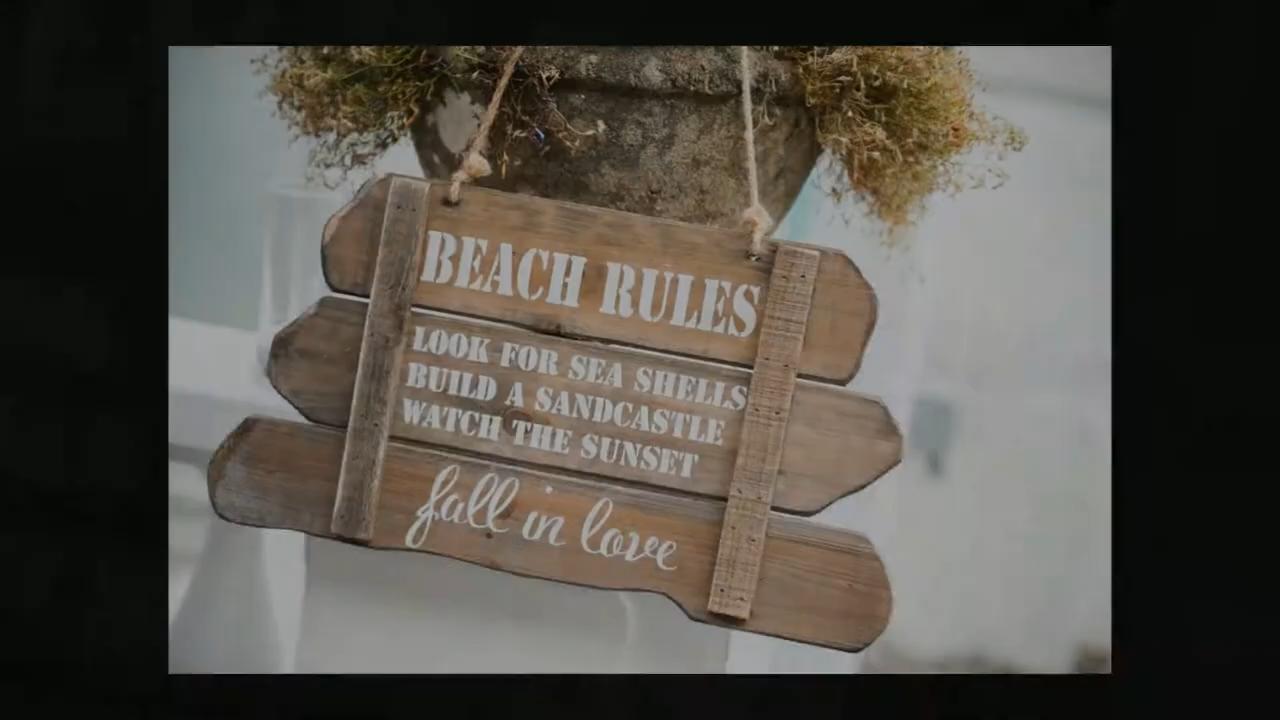 BEACH RULES
LOOK FOR SEA SHELLS
BUILD A SANDCASTLE
WATCH THE SUNSET
fall in love